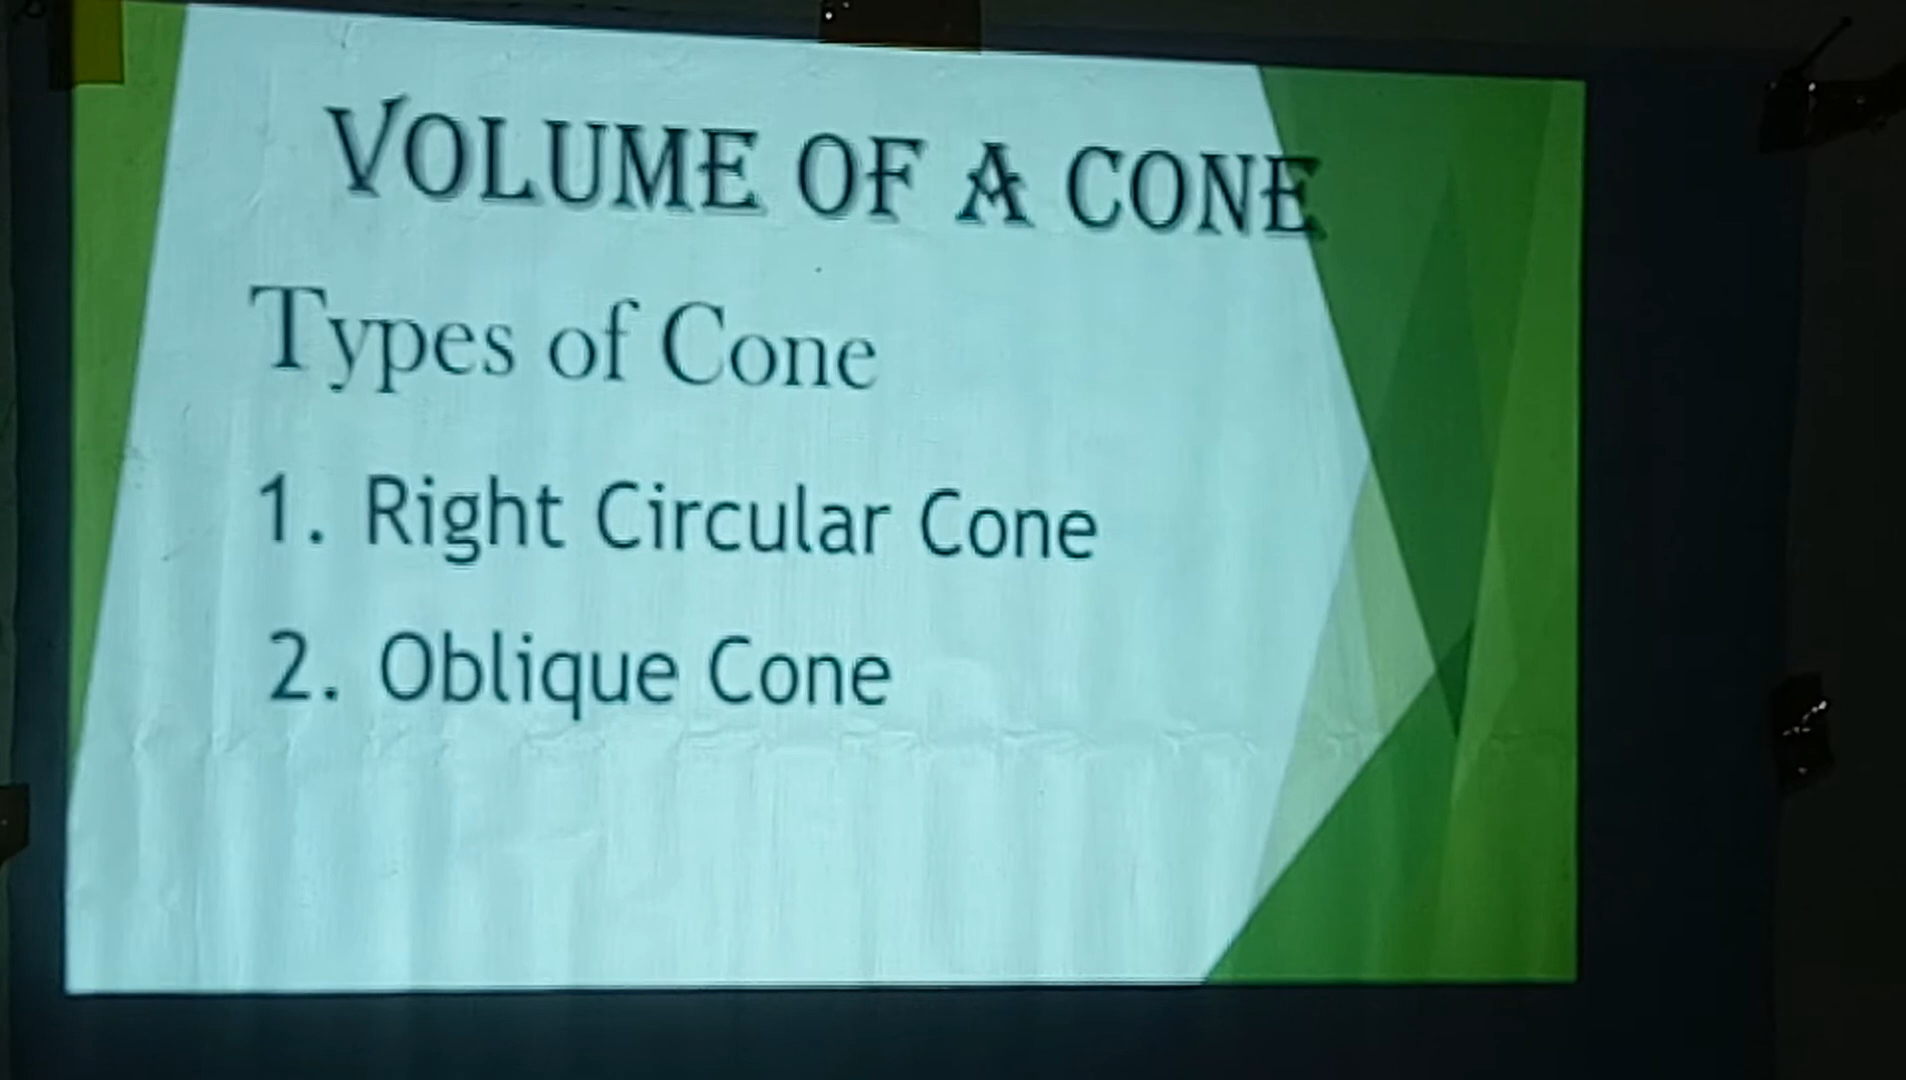 VOLUME OF A CONE
Types of Cone
1. Right Circular Cone
2. Oblique Cone